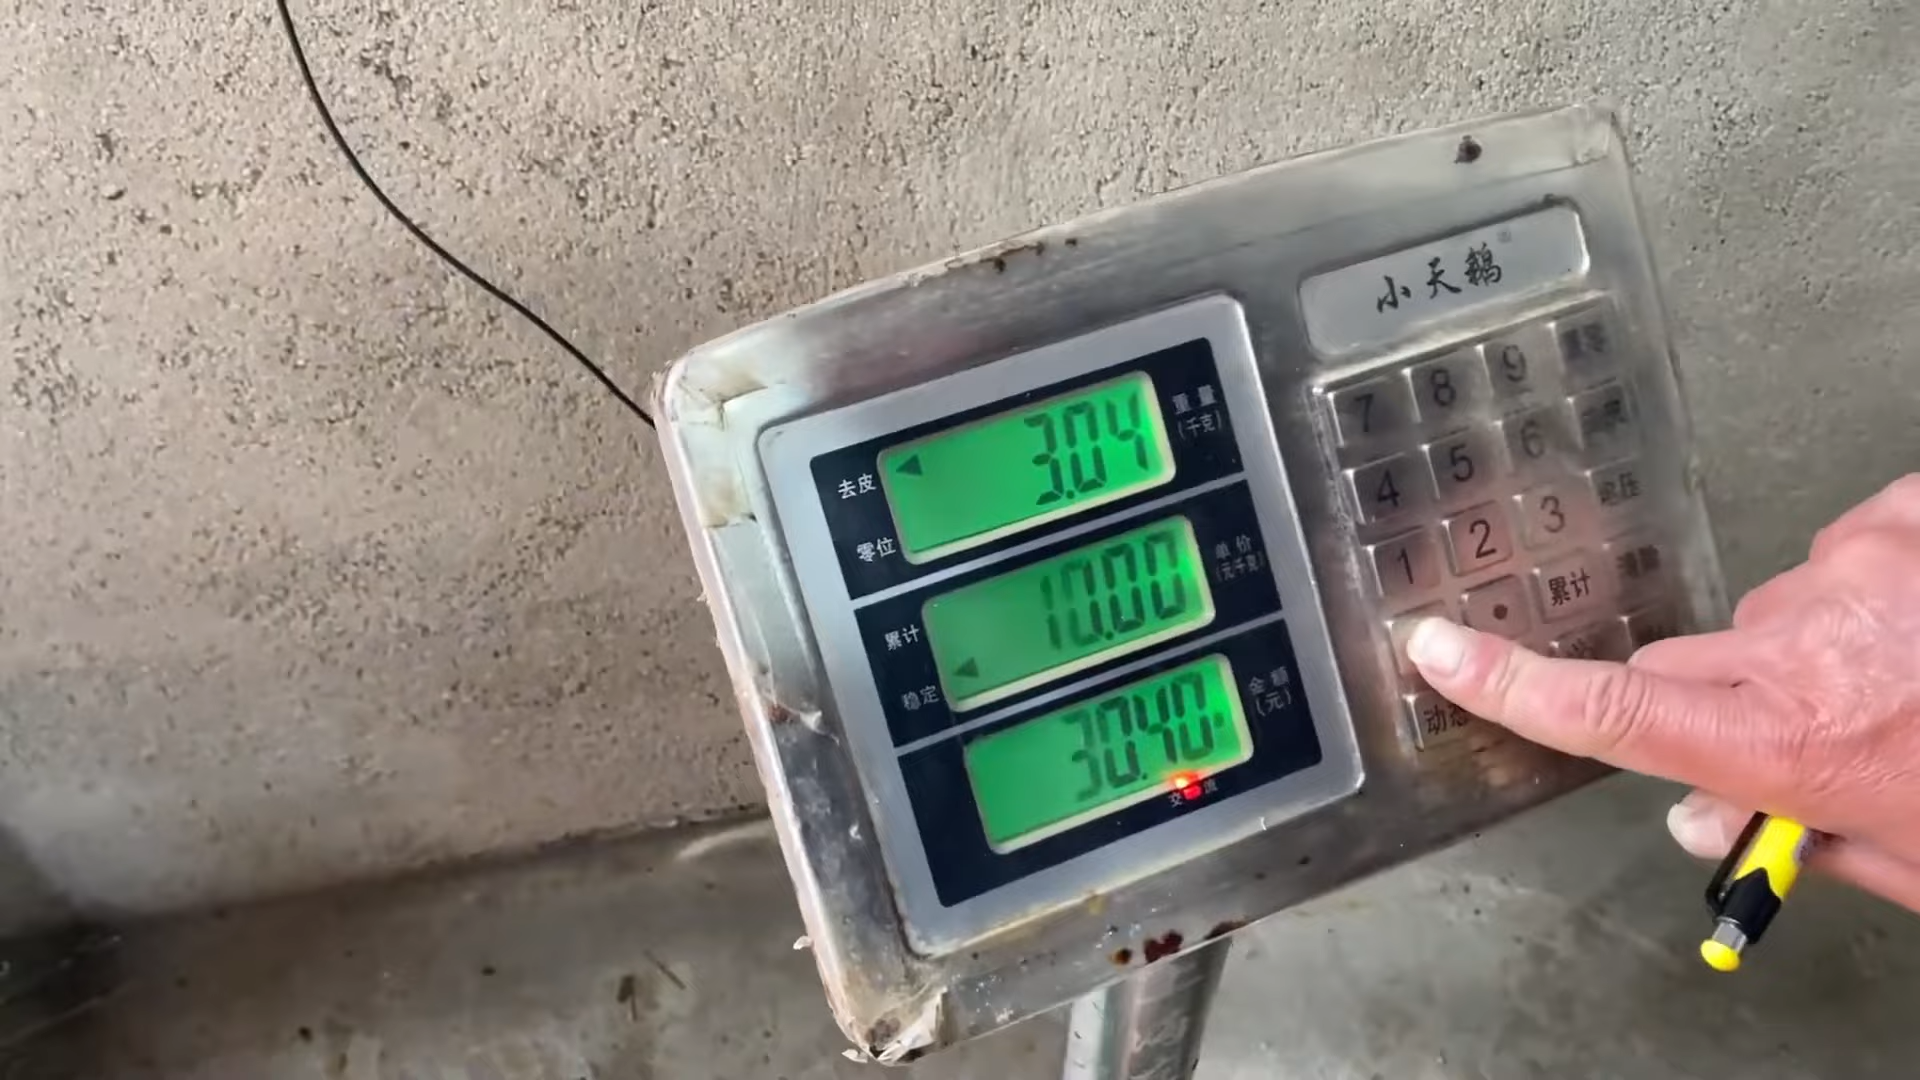 小天鹅®
3.04
重量
(千克)
去皮
零位
10.00
单价
(元/千克)
累计
稳定
30.40
金额
(元)
7 8 9
4 5 6
1 2 3
. 累计